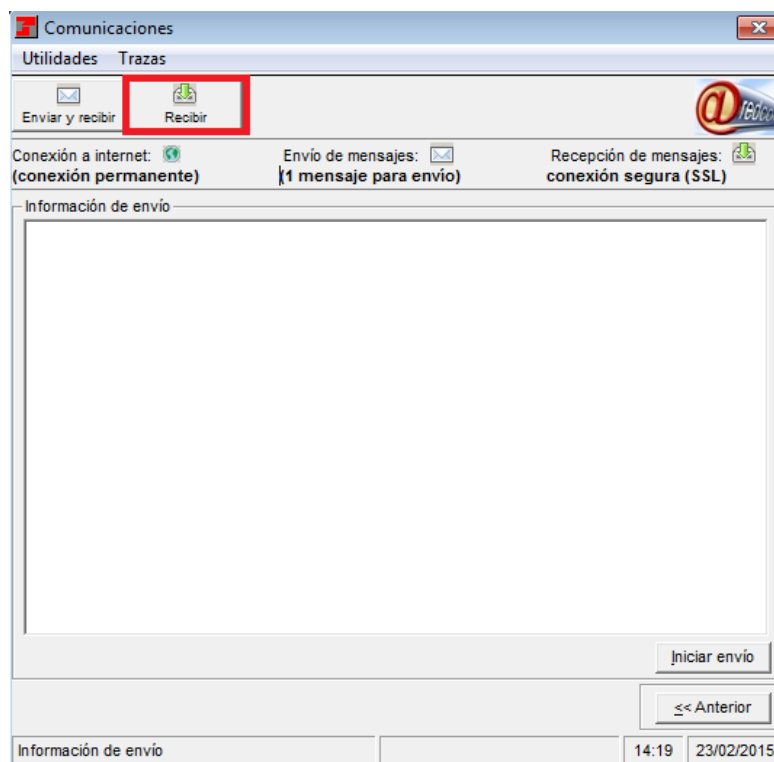 Comunicaciones
Utilidades Trazas
Enviar y recibir Recibir
Conexión a internet: Envío de mensajes: Recepción de mensajes:
(conexión permanente) (1 mensaje para envío) conexión segura (SSL)
Información de envío
Iniciar envío
<< Anterior
Información de envío 14:19 23/02/2015